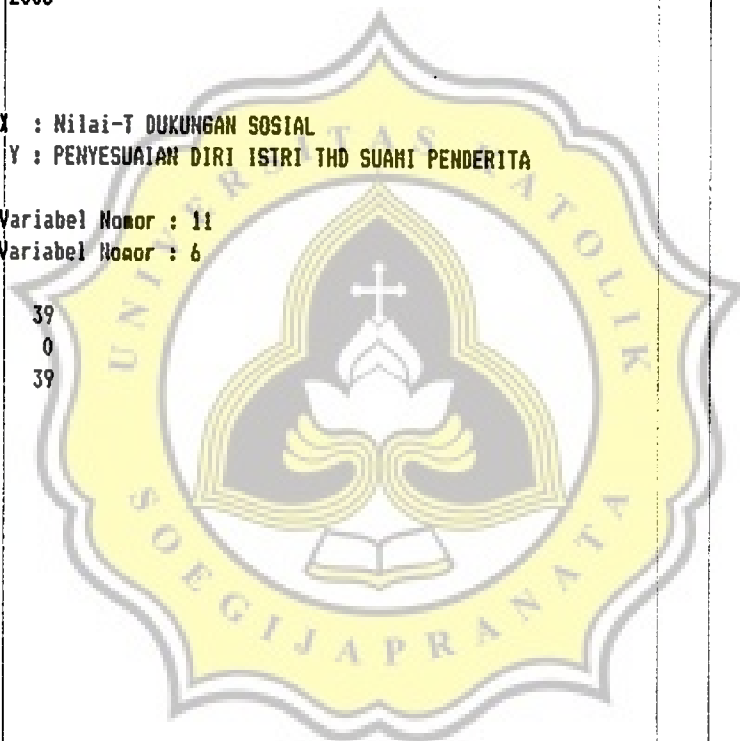 X : Nilai-T DUKUNGAN SOSIAL
Y : PENYESUAIAN DIRI ISTRI THD SUAMI PENDERITA
Variabel Nomor : 11
Variabel Nomor : 6
39
0
39
UNIVERSITAS KATOLIK
SOEGIJAPRANATA